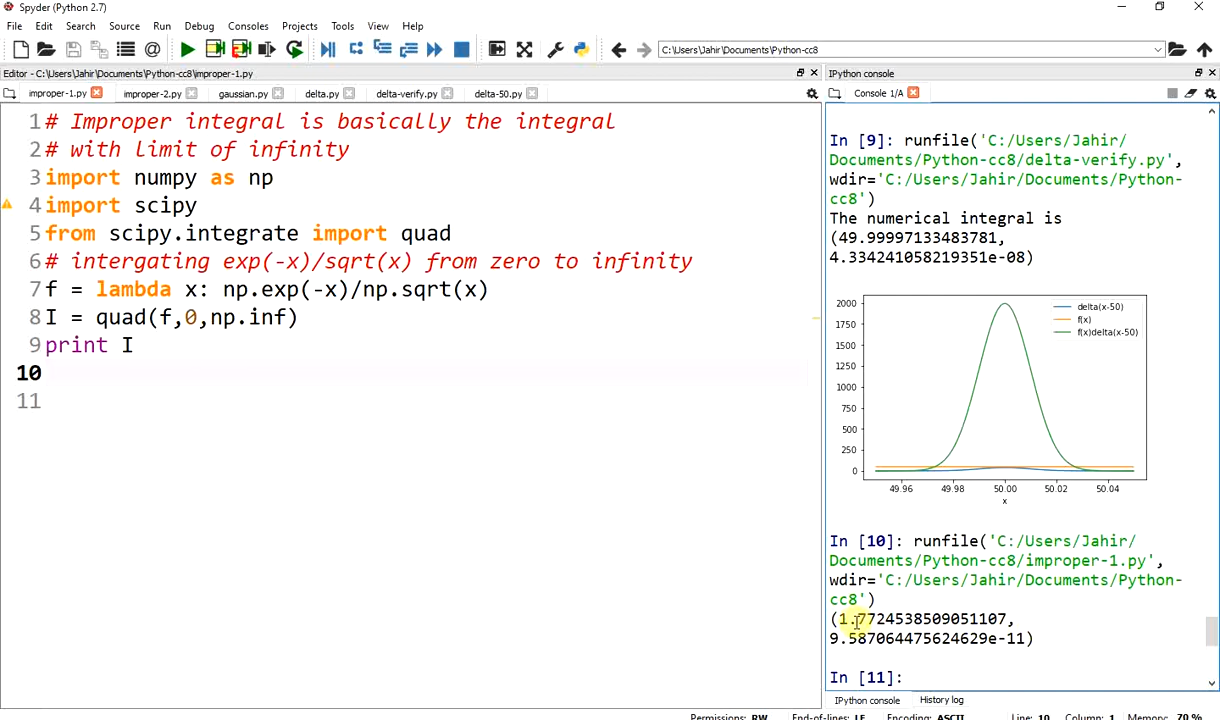 Spyder (Python 2.7)
File Edit Search Source Run Debug Consoles Projects Tools View Help
C:\Users\Jahir\Documents\Python-cc8
Editor - C:\Users\Jahir\Documents\Python-cc8\improper-1.py
improper-1.py improper-2.py gaussian.py delta.py delta-verify.py delta-50.py
1 # Improper integral is basically the integral
2 # with limit of infinity
3 import numpy as np
4 import scipy
5 from scipy.integrate import quad
6 # intergating exp(-x)/sqrt(x) from zero to infinity
7 f = lambda x: np.exp(-x)/np.sqrt(x)
8 I = quad(f,0,np.inf)
9 print I
10
11
IPython console
Console 1/A
In [9]: runfile('C:/Users/Jahir/
Documents/Python-cc8/delta-verify.py',
wdir='C:/Users/Jahir/Documents/Python-
cc8')
The numerical integral is
(49.99997133483781,
4.334241058219351e-08)
2000
1750
1500
1250
1000
750
500
250
0
delta(x-50)
f(x)
f(x)delta(x-50)
49.96 49.98 50.00 50.02 50.04
x
In [10]: runfile('C:/Users/Jahir/
Documents/Python-cc8/improper-1.py',
wdir='C:/Users/Jahir/Documents/Python-
cc8')
(1.7724538509051107,
9.587064475624629e-11)
In [11]:
IPython console History log
Permissions: RW End-of-lines: LF Encoding: ASCII Line: 10 Column: 1 Memory: 70 %